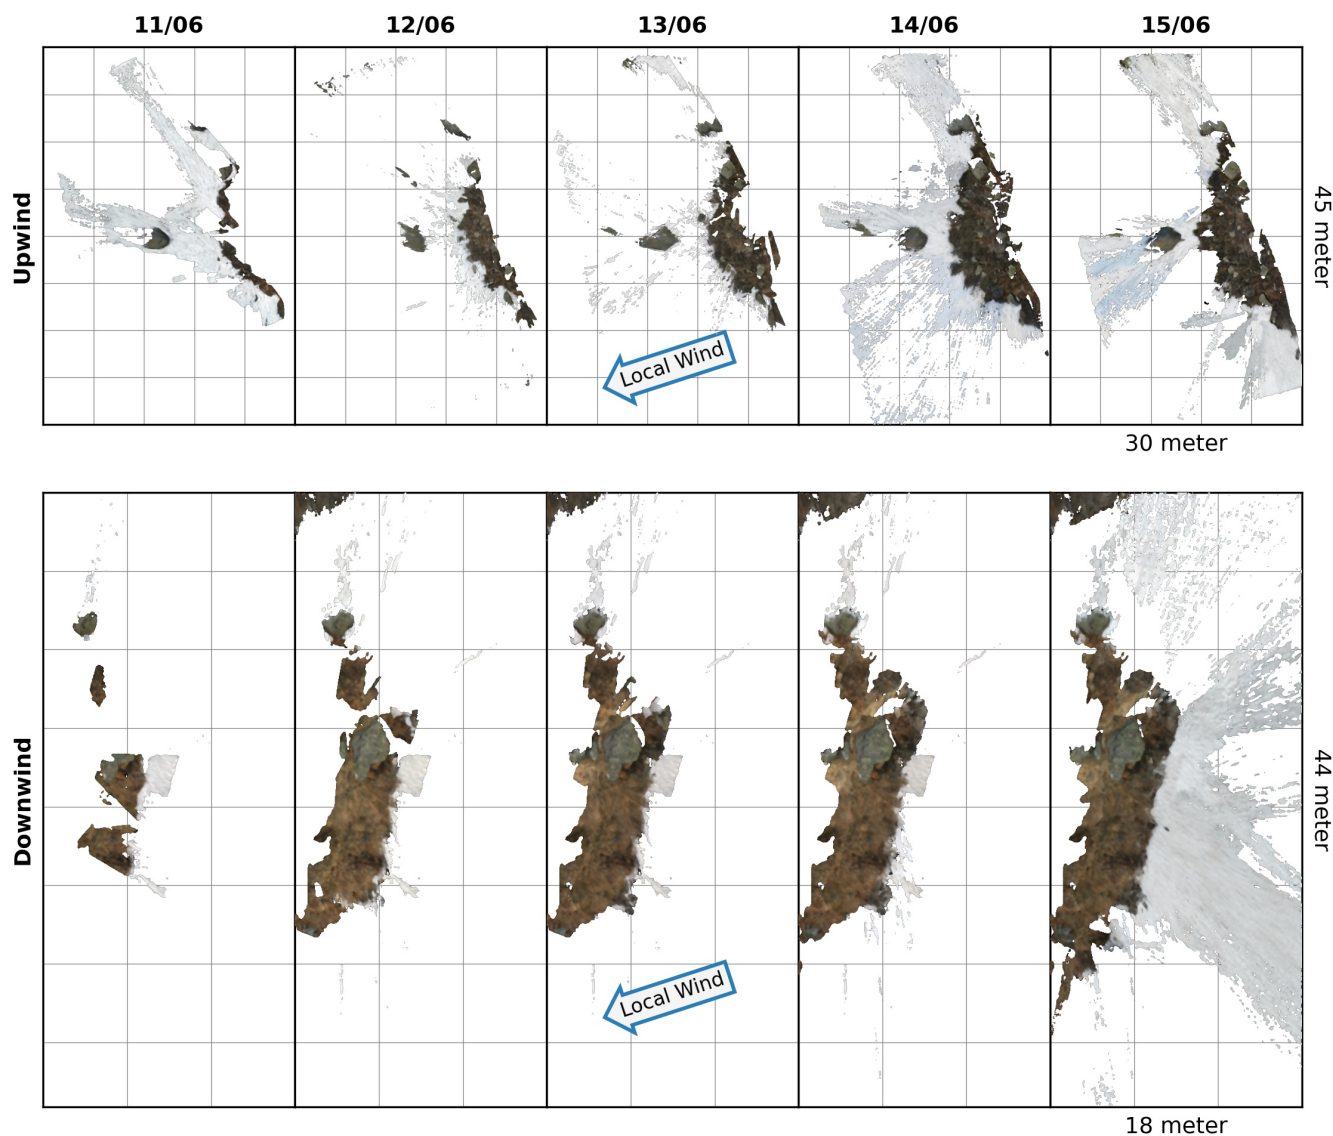 11/06 12/06 13/06 14/06 15/06
Upwind
45 meter
Local Wind
30 meter
Downwind
44 meter
Local Wind
18 meter